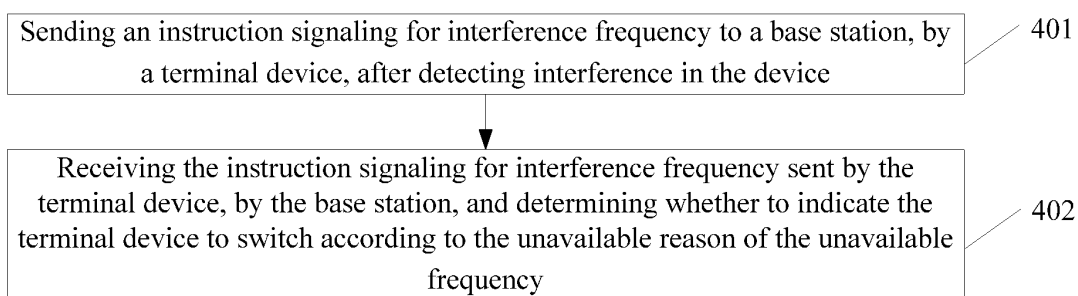 Sending an instruction signaling for interference frequency to a base station, by
a terminal device, after detecting interference in the device
401
Receiving the instruction signaling for interference frequency sent by the
terminal device, by the base station, and determining whether to indicate the
terminal device to switch according to the unavailable reason of the unavailable
frequency
402